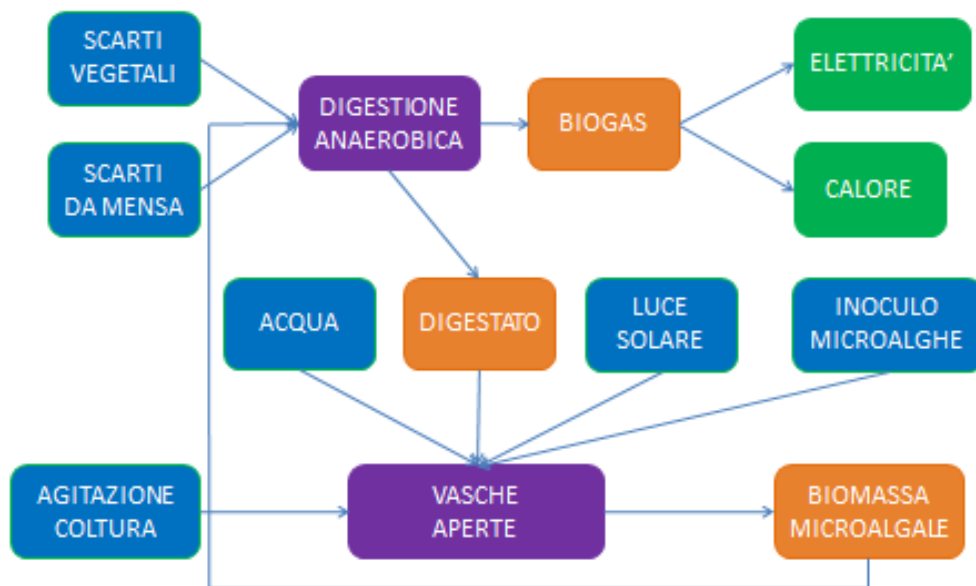 SCARTI
VEGETALI
DIGESTIONE
ANAEROBICA
BIOGAS
ELETTRICITA’
SCARTI
DA MENSA
CALORE
ACQUA
DIGESTATO
LUCE
SOLARE
INOCULO
MICROALGHE
AGITAZIONE
COLTURA
VASCHE
APERTE
BIOMASSA
MICROALGALE